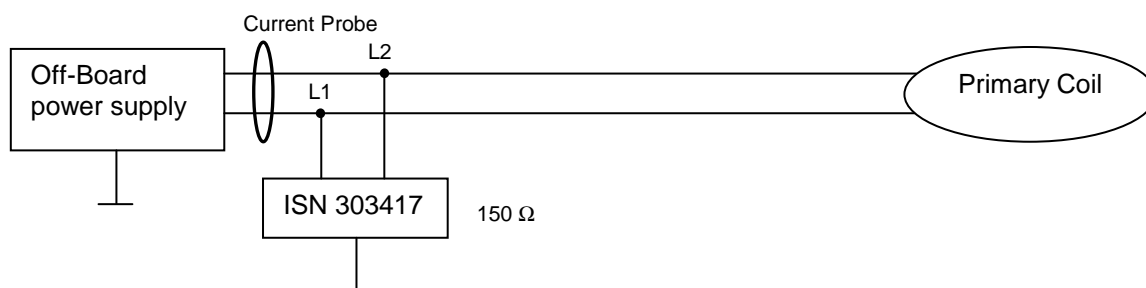 Current Probe
L2
Off-Board
power supply
L1
Primary Coil
ISN 303417
150 Ω